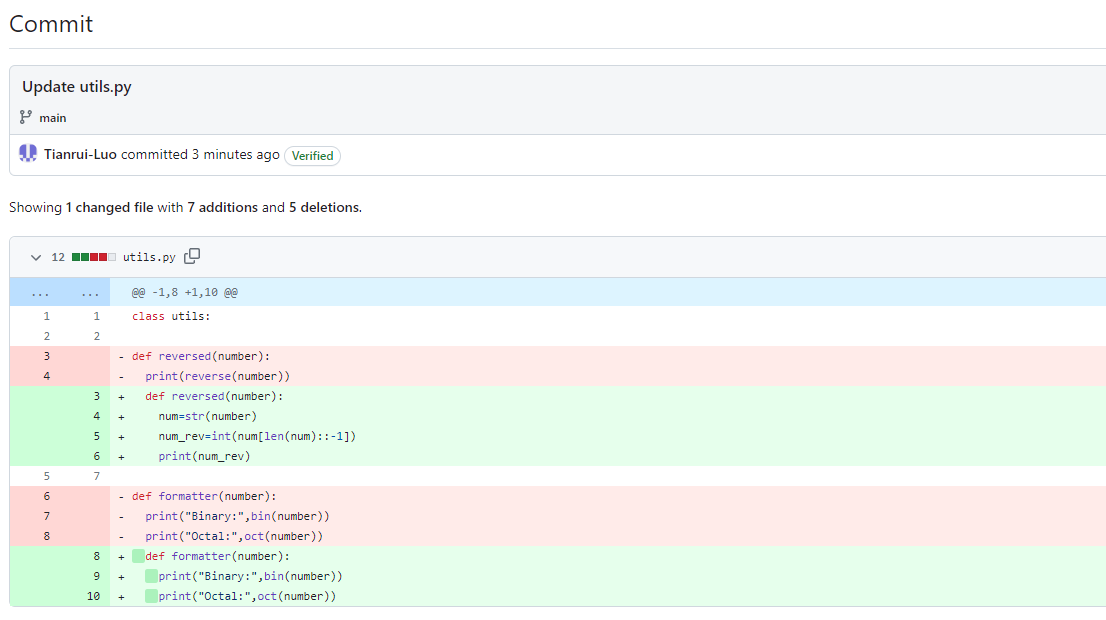 Commit
Update utils.py
main
Tianrui-Luo committed 3 minutes ago Verified
Showing 1 changed file with 7 additions and 5 deletions.
12 utils.py
... ... @@ -1,8 +1,10 @@
1 1 class utils:
2 2
3 - def reversed(number):
4 - print(reverse(number))
3 + def reversed(number):
4 + num=str(number)
5 + num_rev=int(num[len(num)::-1])
6 + print(num_rev)
5 7
6 - def formatter(number):
7 - print("Binary:",bin(number))
8 - print("Octal:",oct(number))
8 + def formatter(number):
9 + print("Binary:",bin(number))
10 + print("Octal:",oct(number))